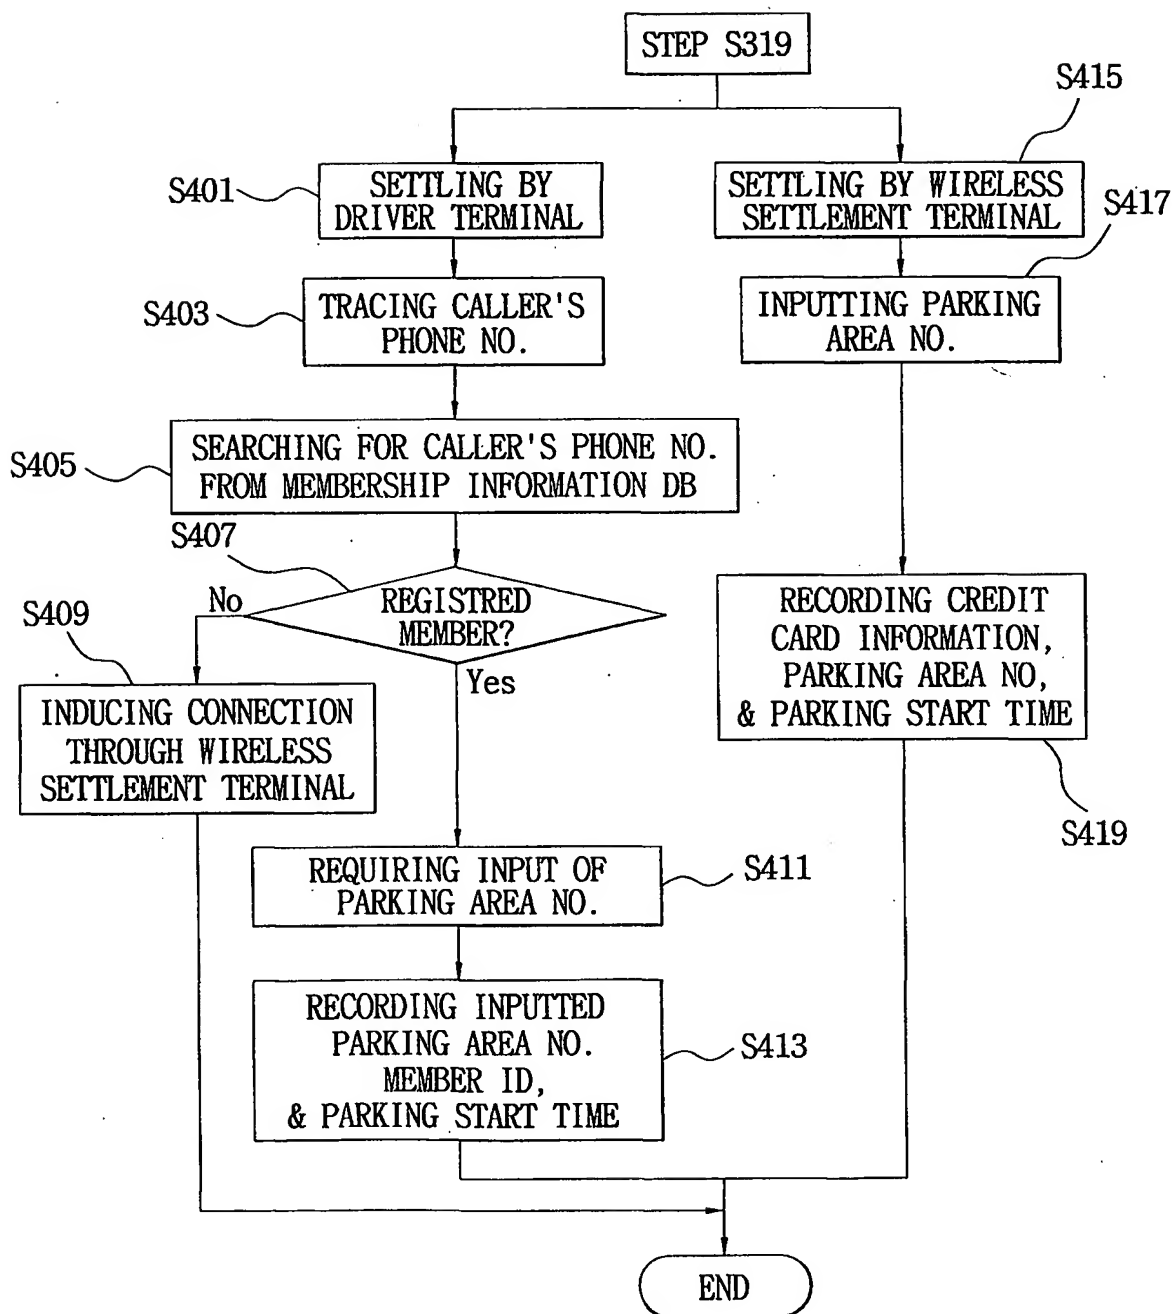 STEP S319
S415
S401
SETTLING BY
DRIVER TERMINAL
SETTLING BY WIRELESS
SETTLEMENT TERMINAL
S417
S403
TRACING CALLER'S
PHONE NO.
INPUTTING PARKING
AREA NO.
S405
SEARCHING FOR CALLER'S PHONE NO.
FROM MEMBERSHIP INFORMATION DB
S407
No
REGISTRED
MEMBER?
Yes
S409
INDUCING CONNECTION
THROUGH WIRELESS
SETTLEMENT TERMINAL
RECORDING CREDIT
CARD INFORMATION,
PARKING AREA NO,
& PARKING START TIME
S419
REQUIRING INPUT OF
PARKING AREA NO.
S411
RECORDING INPUTTED
PARKING AREA NO.
MEMBER ID,
& PARKING START TIME
S413
END